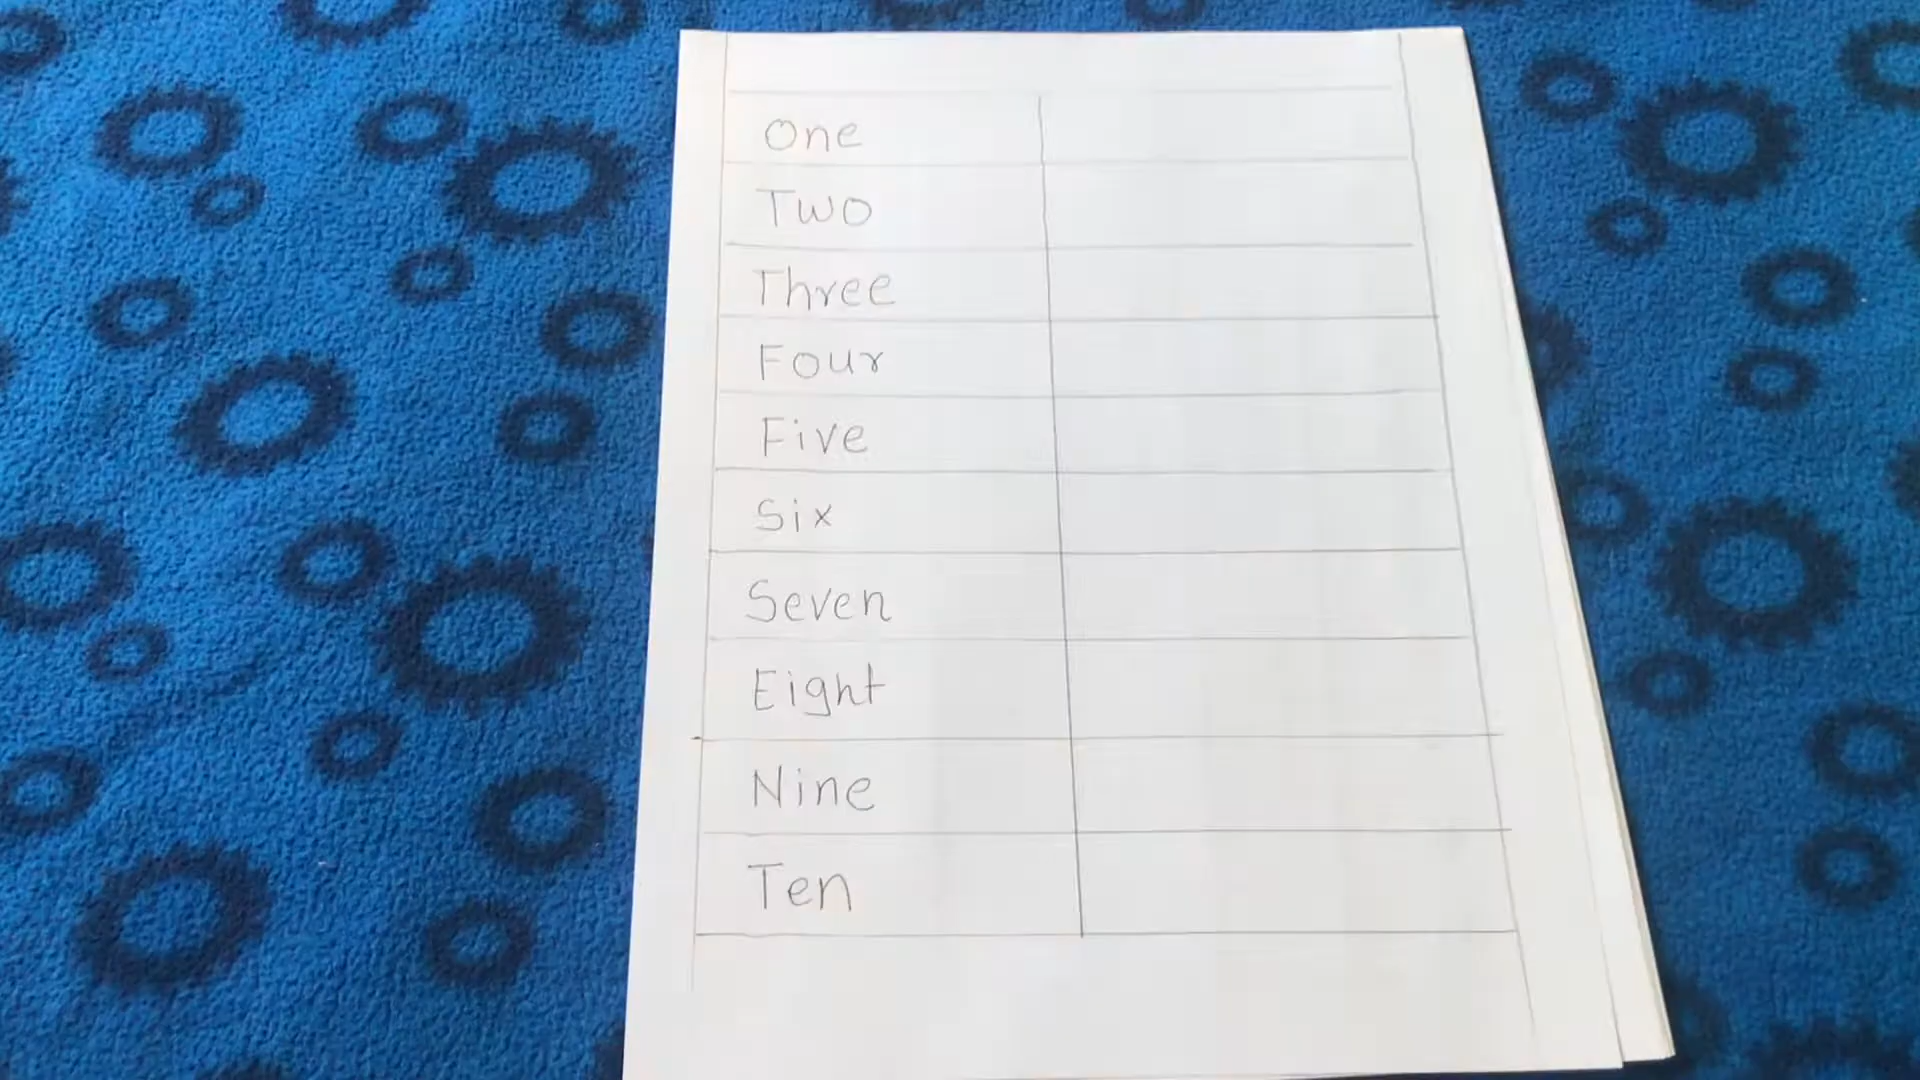 One
Two
Three
Four
Five
Six
Seven
Eight
Nine
Ten